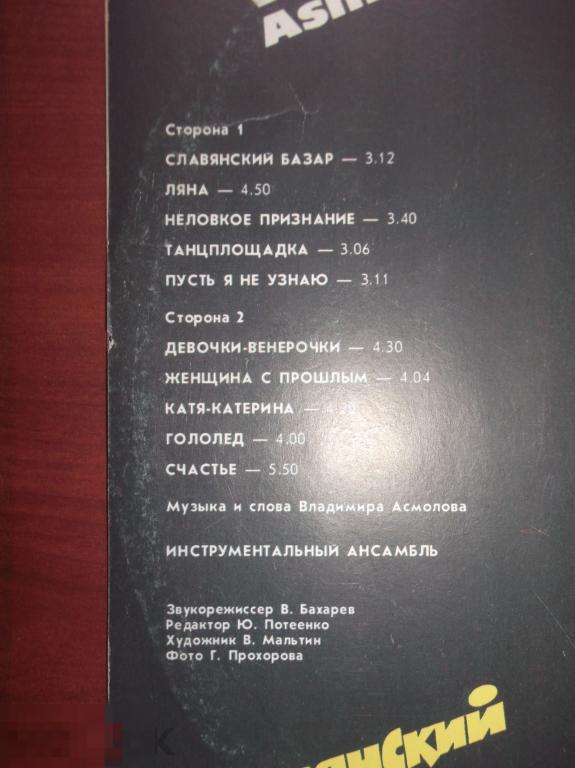 Сторона 1
СЛАВЯНСКИЙ БАЗАР — 3.12
ЛЯНА — 4.50
НЕЛОВКОЕ ПРИЗНАНИЕ — 3.40
ТАНЦПЛОЩАДКА — 3.06
ПУСТЬ Я НЕ УЗНАЮ — 3.11
Сторона 2
ДЕВОЧКИ-ВЕНЕРОЧКИ — 4.30
ЖЕНЩИНА С ПРОШЛЫМ — 4.04
КАТЯ-КАТЕРИНА —
ГОЛОЛЕД — 4.00
СЧАСТЬЕ — 5.50
Музыка и слова Владимира Асмолова
ИНСТРУМЕНТАЛЬНЫЙ АНСАМБЛЬ
Звукорежиссер В. Бахарев
Редактор Ю. Потеенко
Художник В. Мальтин
Фото Г. Прохорова